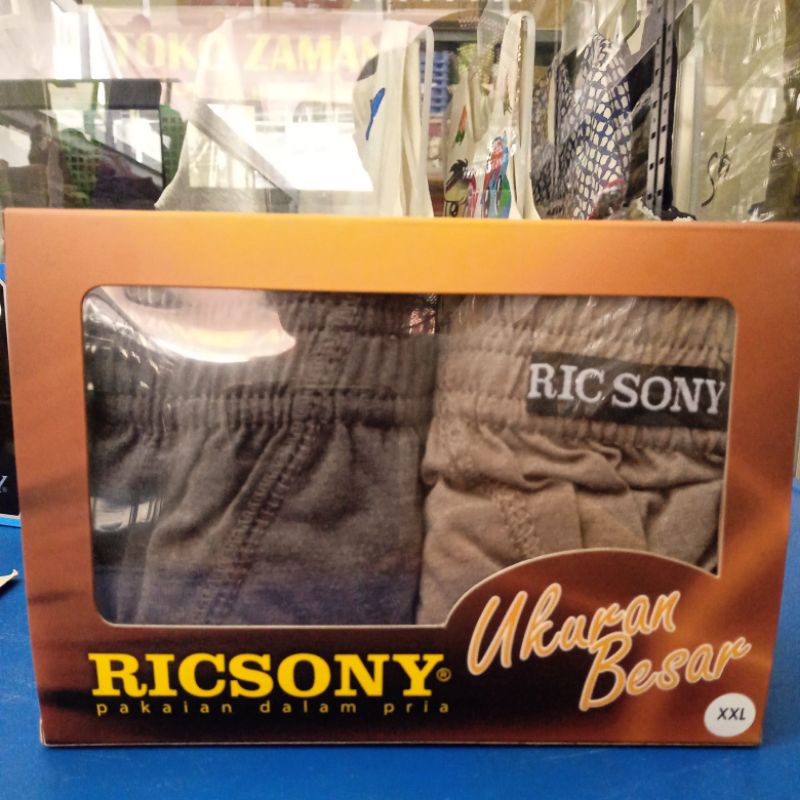 TOKO ZAMAN
RIC SONY
Ukuran
Besar
RICSONY®
pakaian dalam pria
XXL